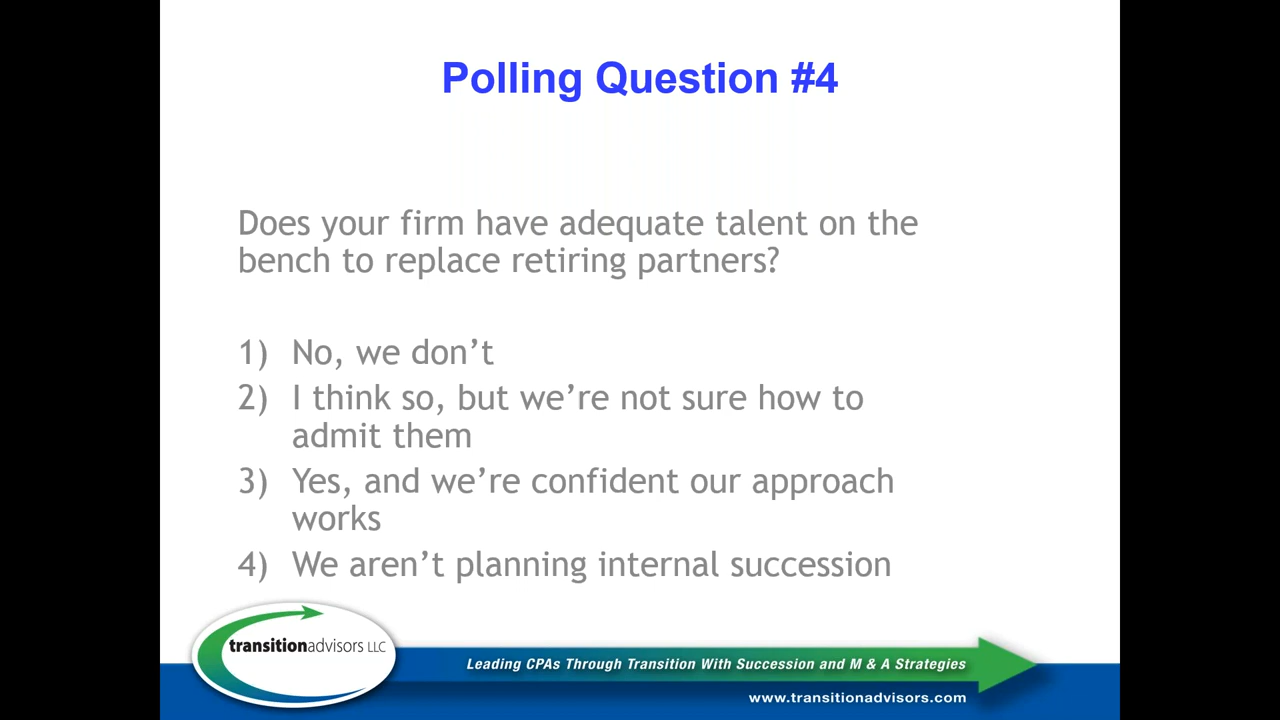 Polling Question #4
Does your firm have adequate talent on the
bench to replace retiring partners?
1) No, we don’t
2) I think so, but we’re not sure how to
admit them
3) Yes, and we’re confident our approach
works
4) We aren’t planning internal succession
transitionadvisors LLC
Leading CPAs Through Transition With Succession and M & A Strategies
www.transitionadvisors.com